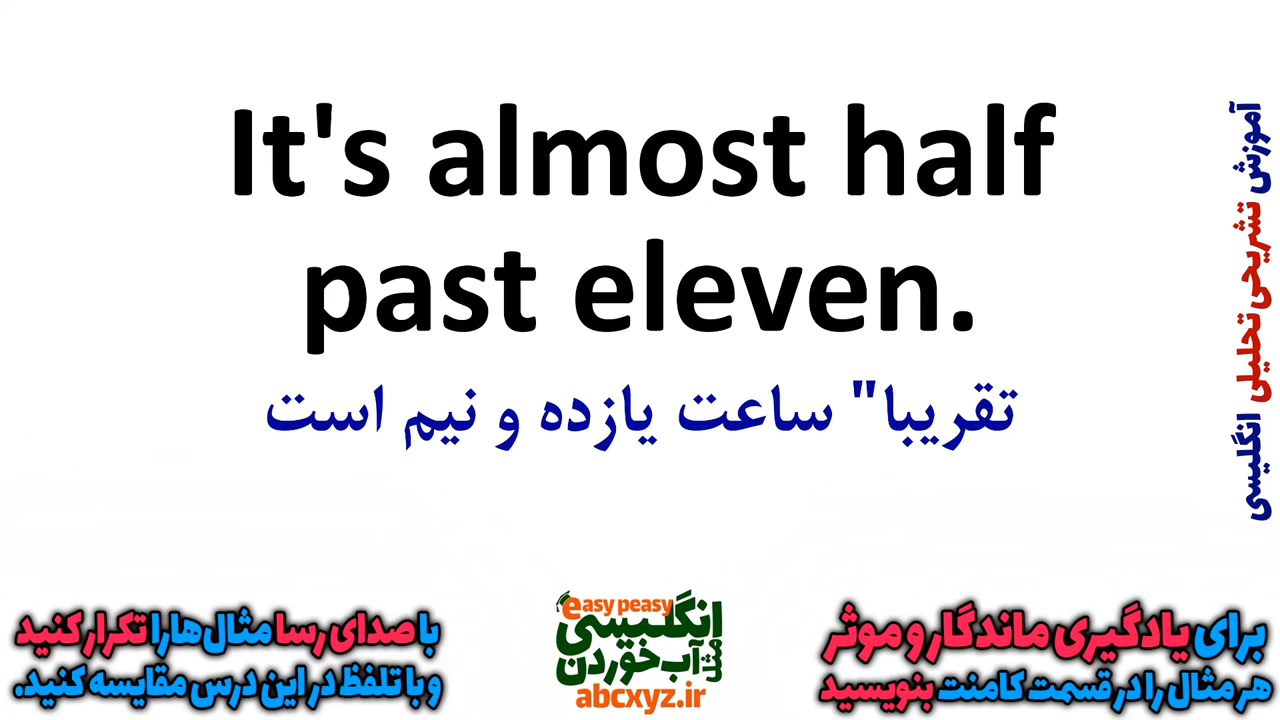 It's almost half
past eleven.
تقریبا" ساعت یازده و نیم است
آموزش تشریحی تحلیلی انگلیسی
برای یادگیری ماندگار و موثر
هر مثال را در قسمت کامنت بنویسید
easy peasy
انگلیسی
مثل آب خوردن
abcxyz.ir
با صدای رسا مثال‌ها را تکرار کنید
و با تلفظ در این درس مقایسه کنید.